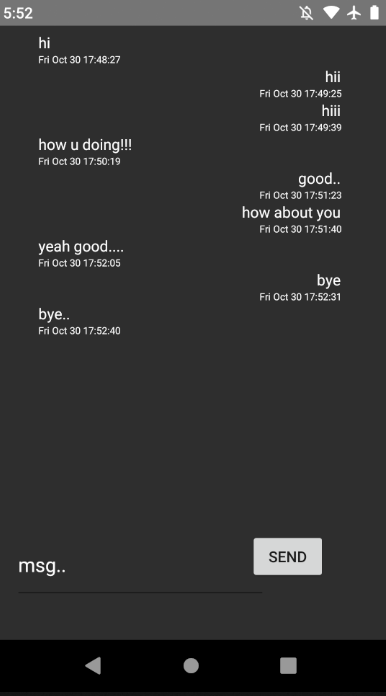 5:52
hi
Fri Oct 30 17:48:27
hii
Fri Oct 30 17:49:25
hiii
Fri Oct 30 17:49:39
how u doing!!!
Fri Oct 30 17:50:19
good..
Fri Oct 30 17:51:23
how about you
Fri Oct 30 17:51:40
yeah good....
Fri Oct 30 17:52:05
bye
Fri Oct 30 17:52:31
bye..
Fri Oct 30 17:52:40
msg..
SEND